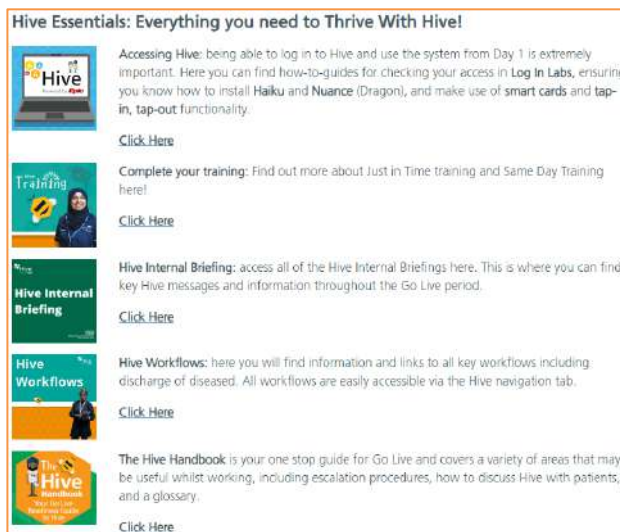 Hive Essentials: Everything you need to Thrive With Hive!
Hive
Accessing Hive: being able to log in to Hive and use the system from Day 1 is extremely
important. Here you can find how-to-guides for checking your access in Log In Labs, ensuring
you know how to install Haiku and Nuance (Dragon), and make use of smart cards and tap-
in, tap-out functionality.
Click Here
Training
Complete your training: Find out more about Just in Time training and Same Day Training
here!
Click Here
Hive Internal
Briefing
Hive Internal Briefing: access all of the Hive Internal Briefings here. This is where you can find
key Hive messages and information throughout the Go Live period.
Click Here
Hive
Workflows
Hive Workflows: here you will find information and links to all key workflows including
discharge of diseased. All workflows are easily accessible via the Hive navigation tab.
Click Here
The
Hive
Handbook
The Hive Handbook is your one stop guide for Go Live and covers a variety of areas that may
be useful whilst working, including escalation procedures, how to discuss Hive with patients,
and a glossary.
Click Here